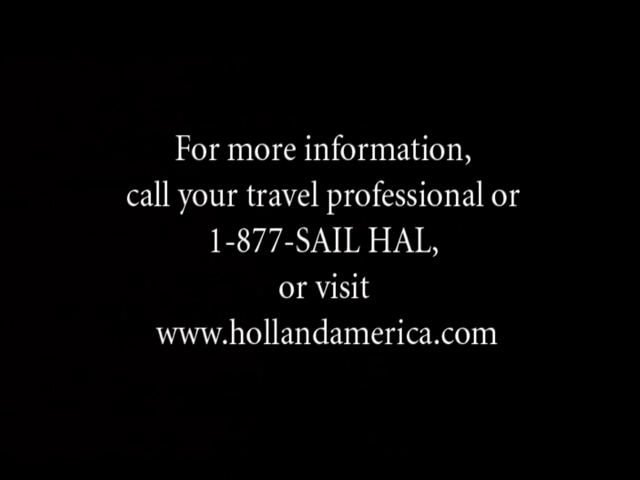 For more information,
call your travel professional or
1-877-SAIL HAL,
or visit
www.hollandamerica.com